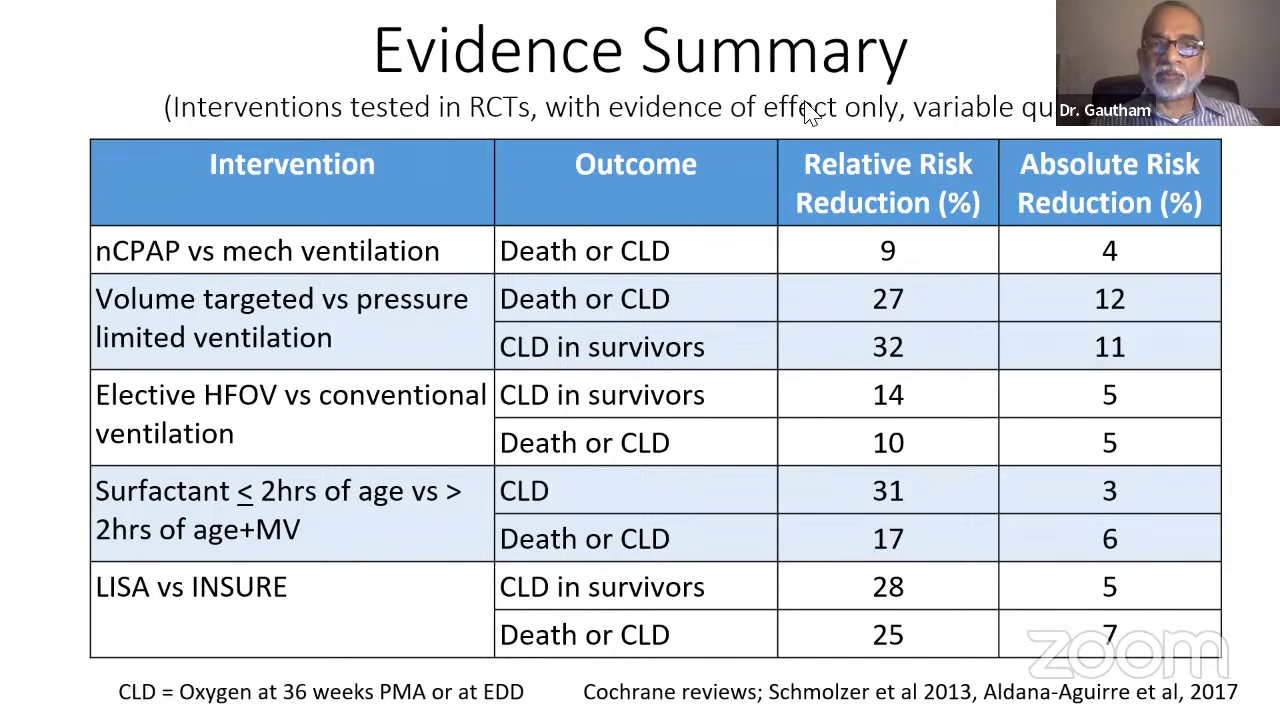 Evidence Summary
(Interventions tested in RCTs, with evidence of effect only, variable
Dr. Gautham
Intervention Outcome Relative Risk Reduction (%) Absolute Risk Reduction (%)
nCPAP vs mech ventilation Death or CLD 9 4
Volume targeted vs pressure limited ventilation Death or CLD 27 12
CLD in survivors 32 11
Elective HFOV vs conventional ventilation CLD in survivors 14 5
Death or CLD 10 5
Surfactant ≤ 2hrs of age vs > 2hrs of age+MV CLD 31 3
Death or CLD 17 6
LISA vs INSURE CLD in survivors 28 5
Death or CLD 25 7
zoom
CLD = Oxygen at 36 weeks PMA or at EDD Cochrane reviews; Schmolzer et al 2013, Aldana-Aguirre et al, 2017